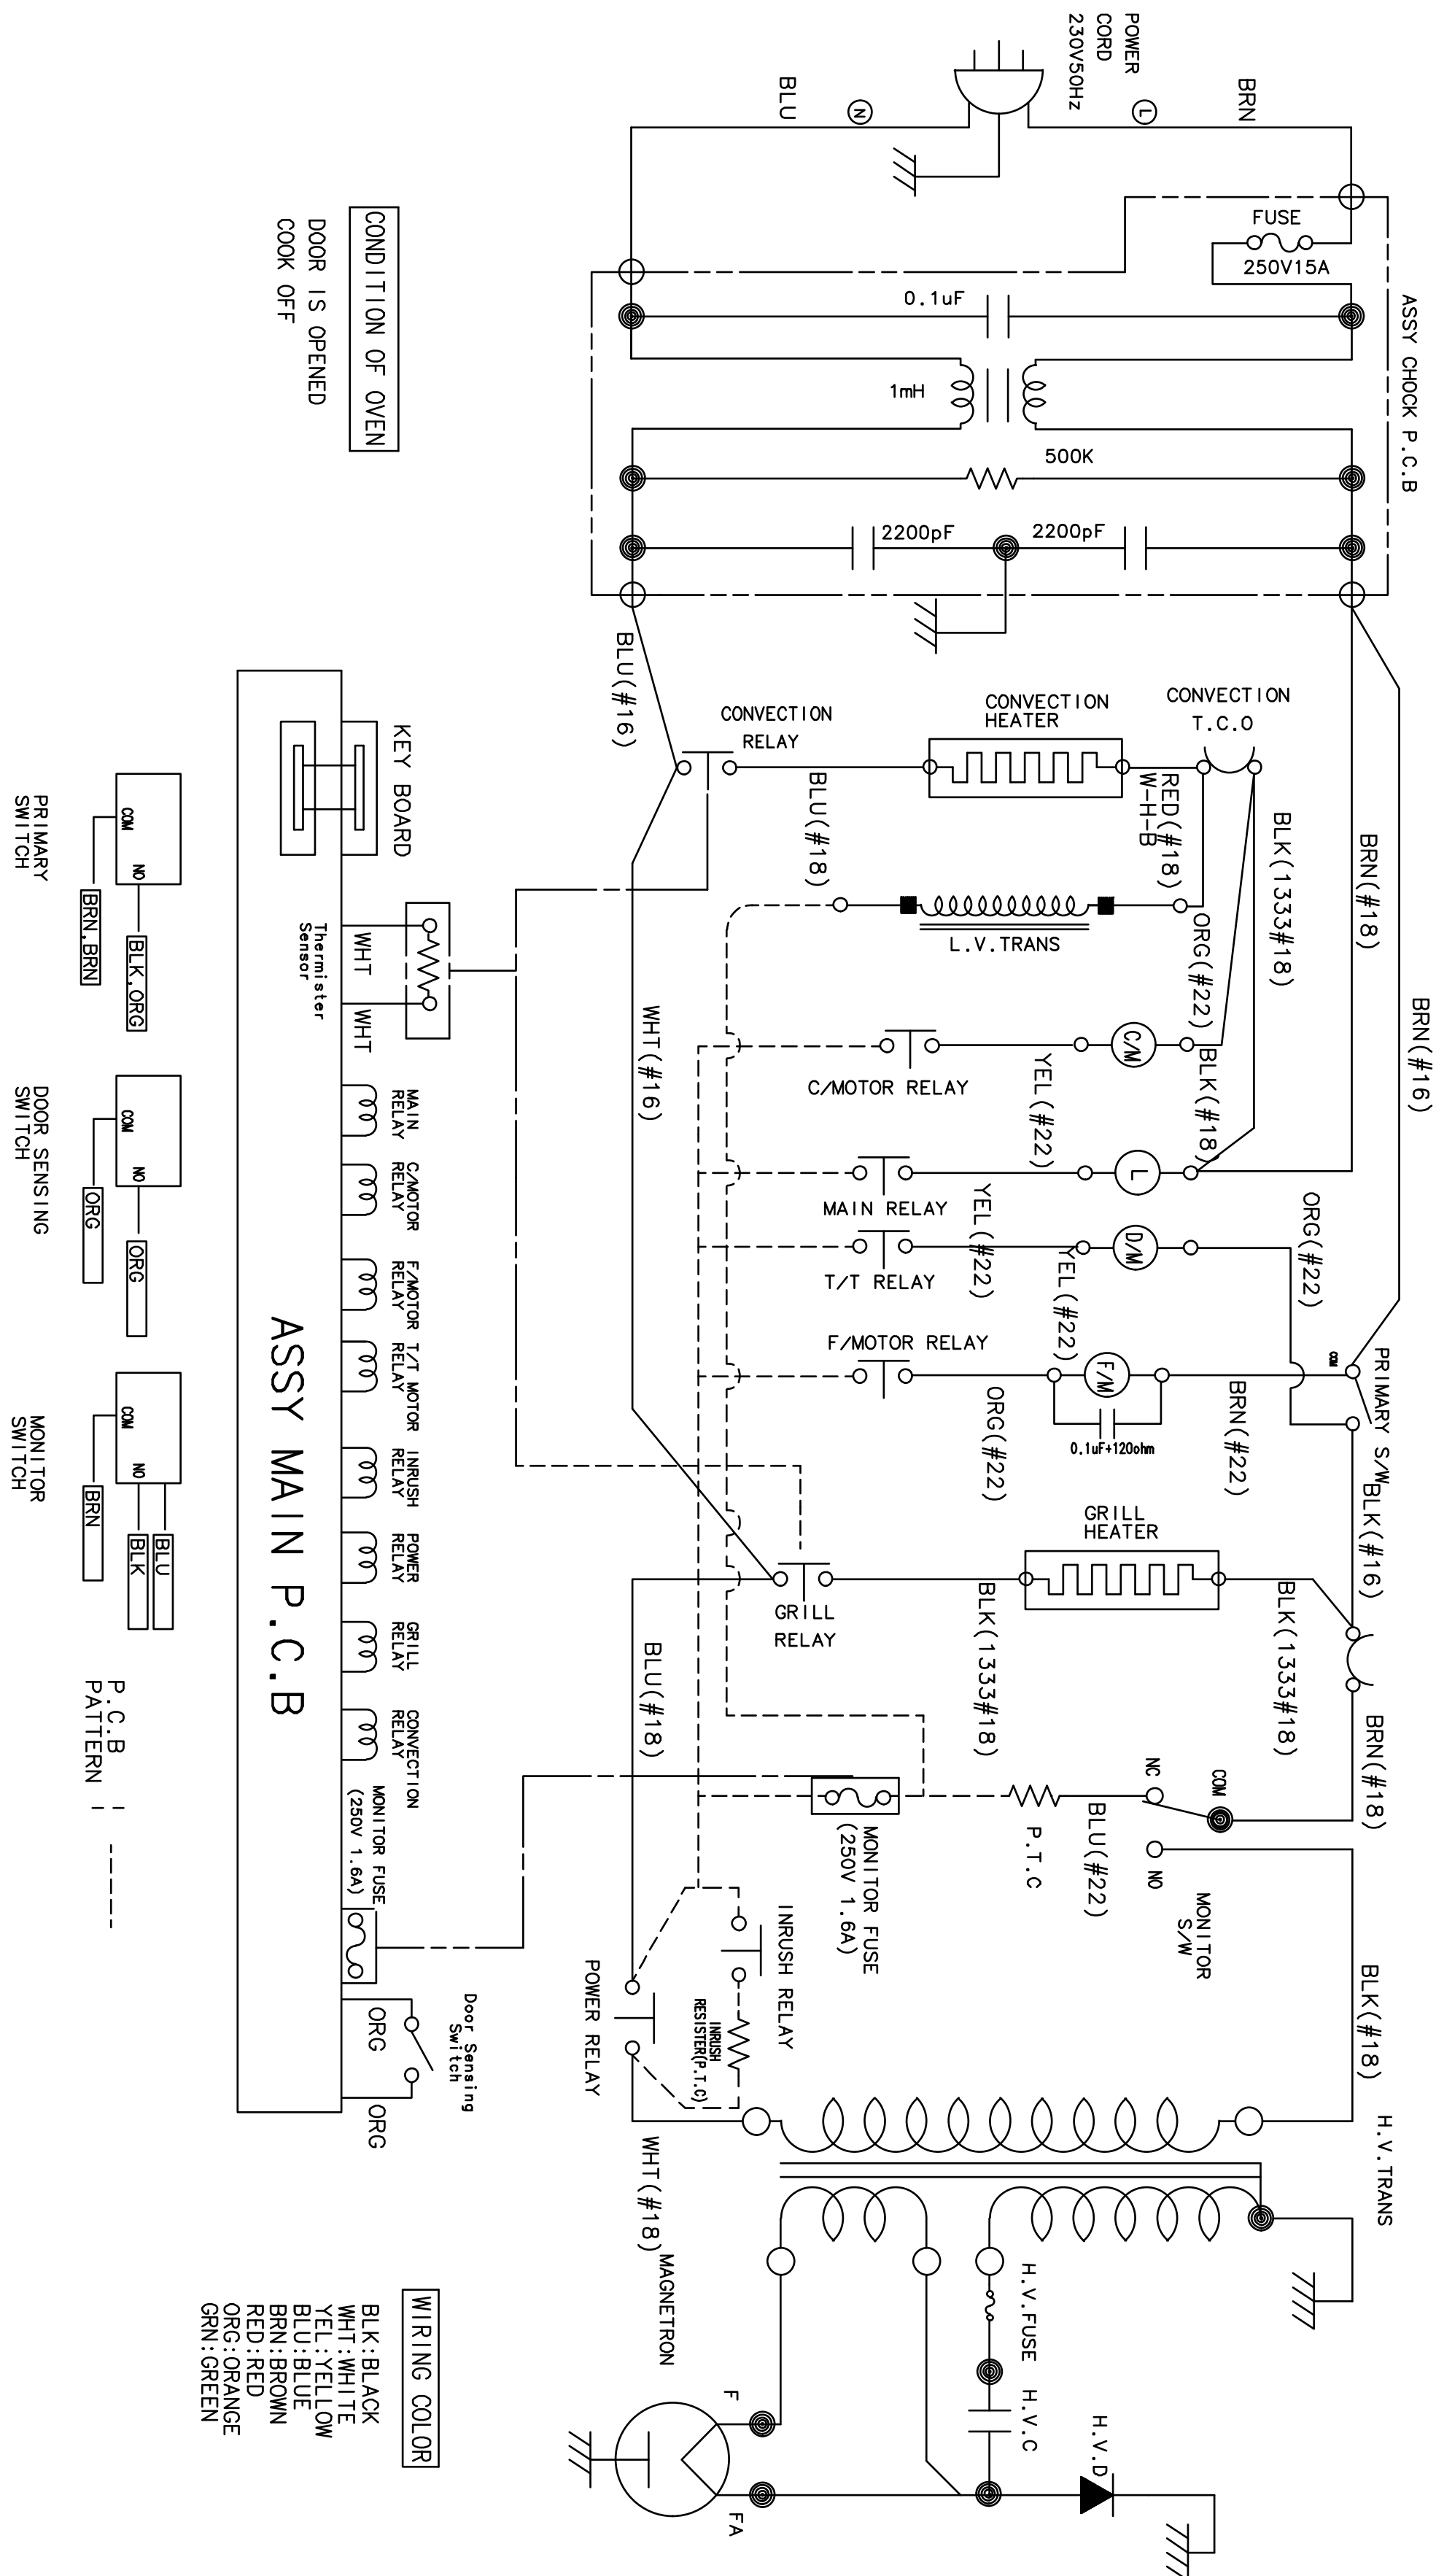 POWER
CORD
230V50Hz
BRN
L
N
BLU
ASSY CHOCK P.C.B
FUSE
250V15A
0.1uF
1mH
500K
2200pF
2200pF
BLU(#16)
CONVECTION
RELAY
CONVECTION
HEATER
CONVECTION
T.C.O
BLU(#18)
RED(#18)
W-H-B
BLK(1333#18)
BRN(#18)
BRN(#16)
L.V.TRANS
ORG(#22)
WHT(#16)
C/M
C/MOTOR RELAY
YEL(#22)
BLK(#18)
L
MAIN RELAY
YEL(#22)
D/M
T/T RELAY
YEL(#22)
ORG(#22)
F/MOTOR RELAY
F/M
0.1uF+120ohm
ORG(#22)
BRN(#22)
COM
PRIMARY S/W
BLK(#16)
GRILL
HEATER
GRILL
RELAY
BLK(1333#18)
BLK(1333#18)
BLU(#18)
BRN(#18)
NC
COM
NO
MONITOR
S/W
P.T.C
BLU(#22)
MONITOR FUSE
(250V 1.6A)
INRUSH RELAY
INRUSH
RESISTER(P.T.C)
POWER RELAY
BLK(#18)
H.V.TRANS
WHT(#18)
MAGNETRON
H.V.FUSE
H.V.C
H.V.D
F
FA
CONDITION OF OVEN
DOOR IS OPENED
COOK OFF
KEY BOARD
Thermister
Sensor
WHT
WHT
MAIN
RELAY
C/MOTOR
RELAY
F/MOTOR
RELAY
T/T MOTOR
RELAY
INRUSH
RELAY
POWER
RELAY
GRILL
RELAY
CONVECTION
RELAY
MONITOR FUSE
(250V 1.6A)
Door Sensing
Switch
ORG
ORG
ASSY MAIN P.C.B
COM
NO
BLK,ORG
BRN,BRN
PRIMARY
SWITCH
COM
NO
ORG
ORG
DOOR SENSING
SWITCH
COM
NO
BLU
BLK
BRN
MONITOR
SWITCH
P.C.B
PATTERN
WIRING COLOR
BLK:BLACK
WHT:WHITE
YEL:YELLOW
BLU:BLUE
BRN:BROWN
RED:RED
ORG:ORANGE
GRN:GREEN